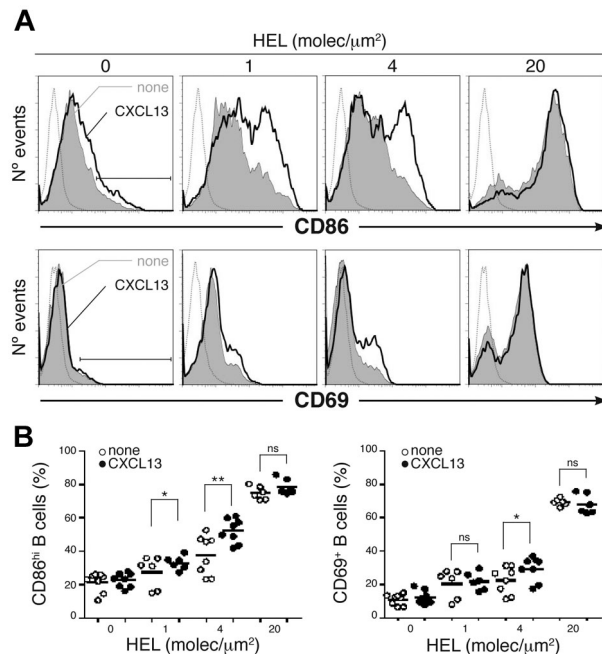 A
HEL (molec/μm²)
0 1 4 20
none
CXCL13
Nº events
CD86
none
CXCL13
Nº events
CD69
B
none
CXCL13
CD86ʰⁱ B cells (%)
100
80
60
40
20
0
* ** ns
0 1 4 20
HEL (molec/μm²)
none
CXCL13
CD69⁺ B cells (%)
100
80
60
40
20
0
ns * ns
0 1 4 20
HEL (molec/μm²)